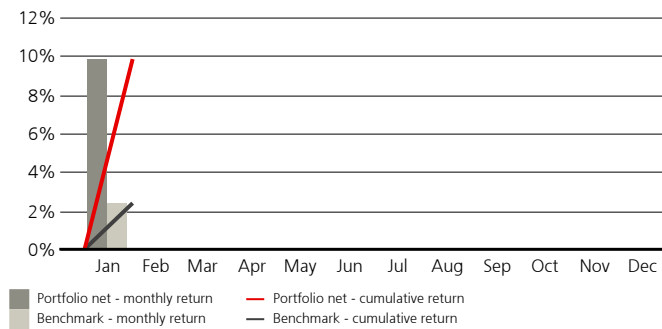 12%
10%
8%
6%
4%
2%
0%
Jan Feb Mar Apr May Jun Jul Aug Sep Oct Nov Dec
Portfolio net - monthly return Portfolio net - cumulative return
Benchmark - monthly return Benchmark - cumulative return